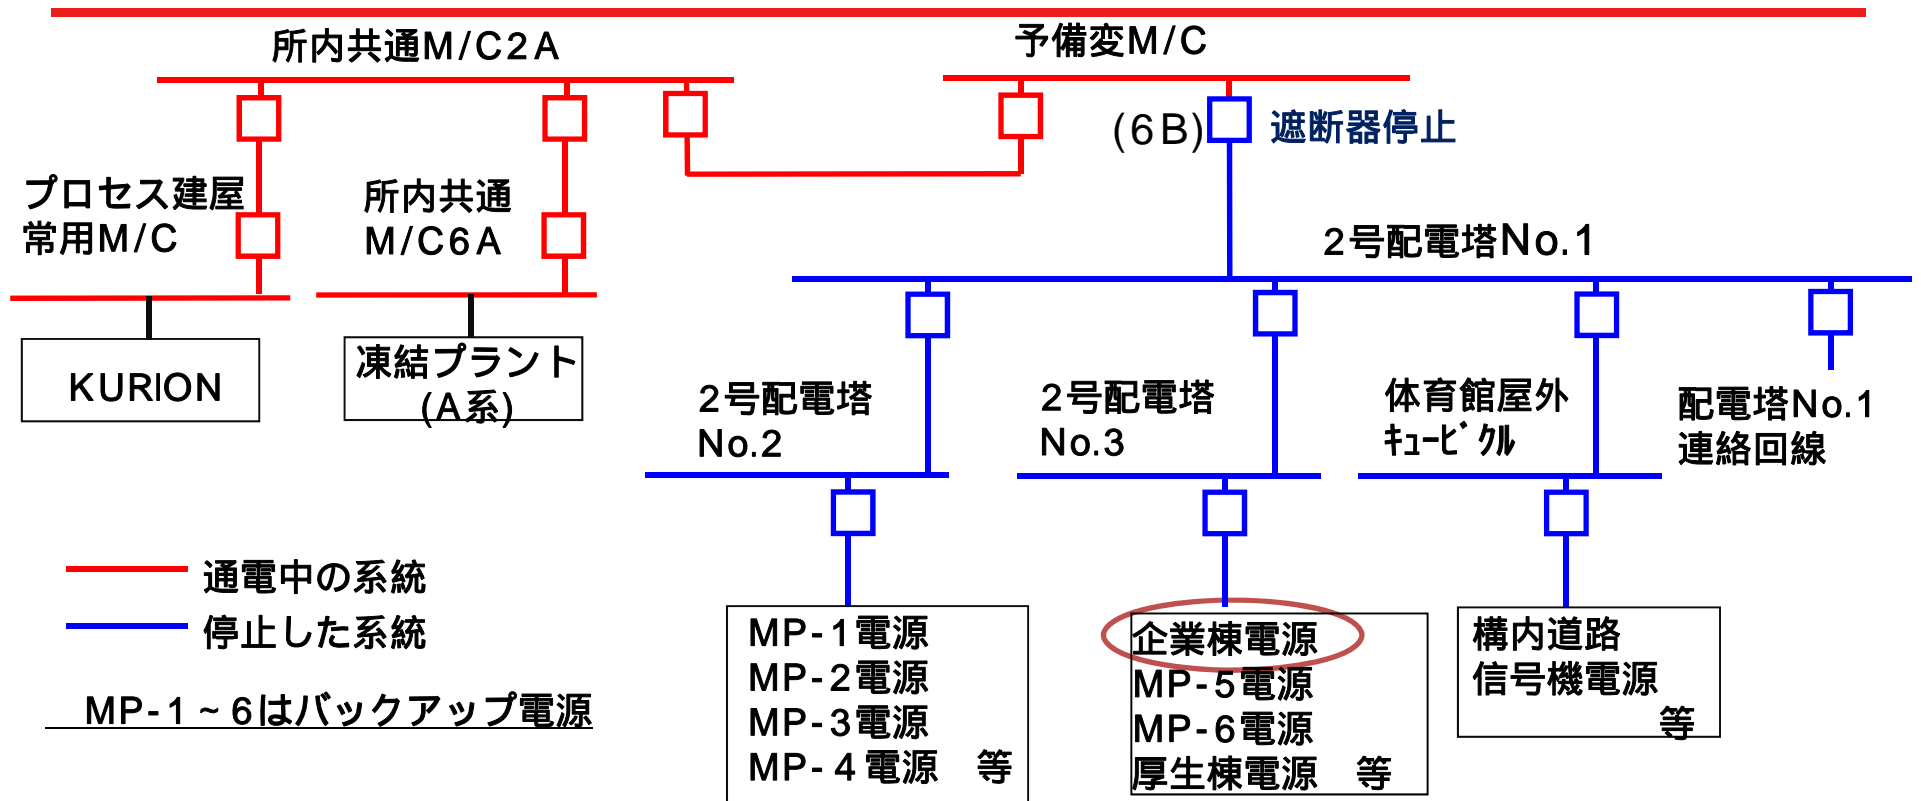 所内共通M/C2A
予備変M/C
(6B)
遮断器停止
プロセス建屋
常用M/C
所内共通
M/C6A
2号配電塔No.1
KURION
凍結プラント
(A系)
2号配電塔
No.2
2号配電塔
No.3
体育館屋外
ｷｭｰﾋﾞｸﾙ
配電塔No.1
連絡回線
通電中の系統
停止した系統
MP-1~6はバックアップ電源
MP-1電源
MP-2電源
MP-3電源
MP-4電源　等
企業棟電源
MP-5電源
MP-6電源
厚生棟電源　等
構内道路
信号機電源
等